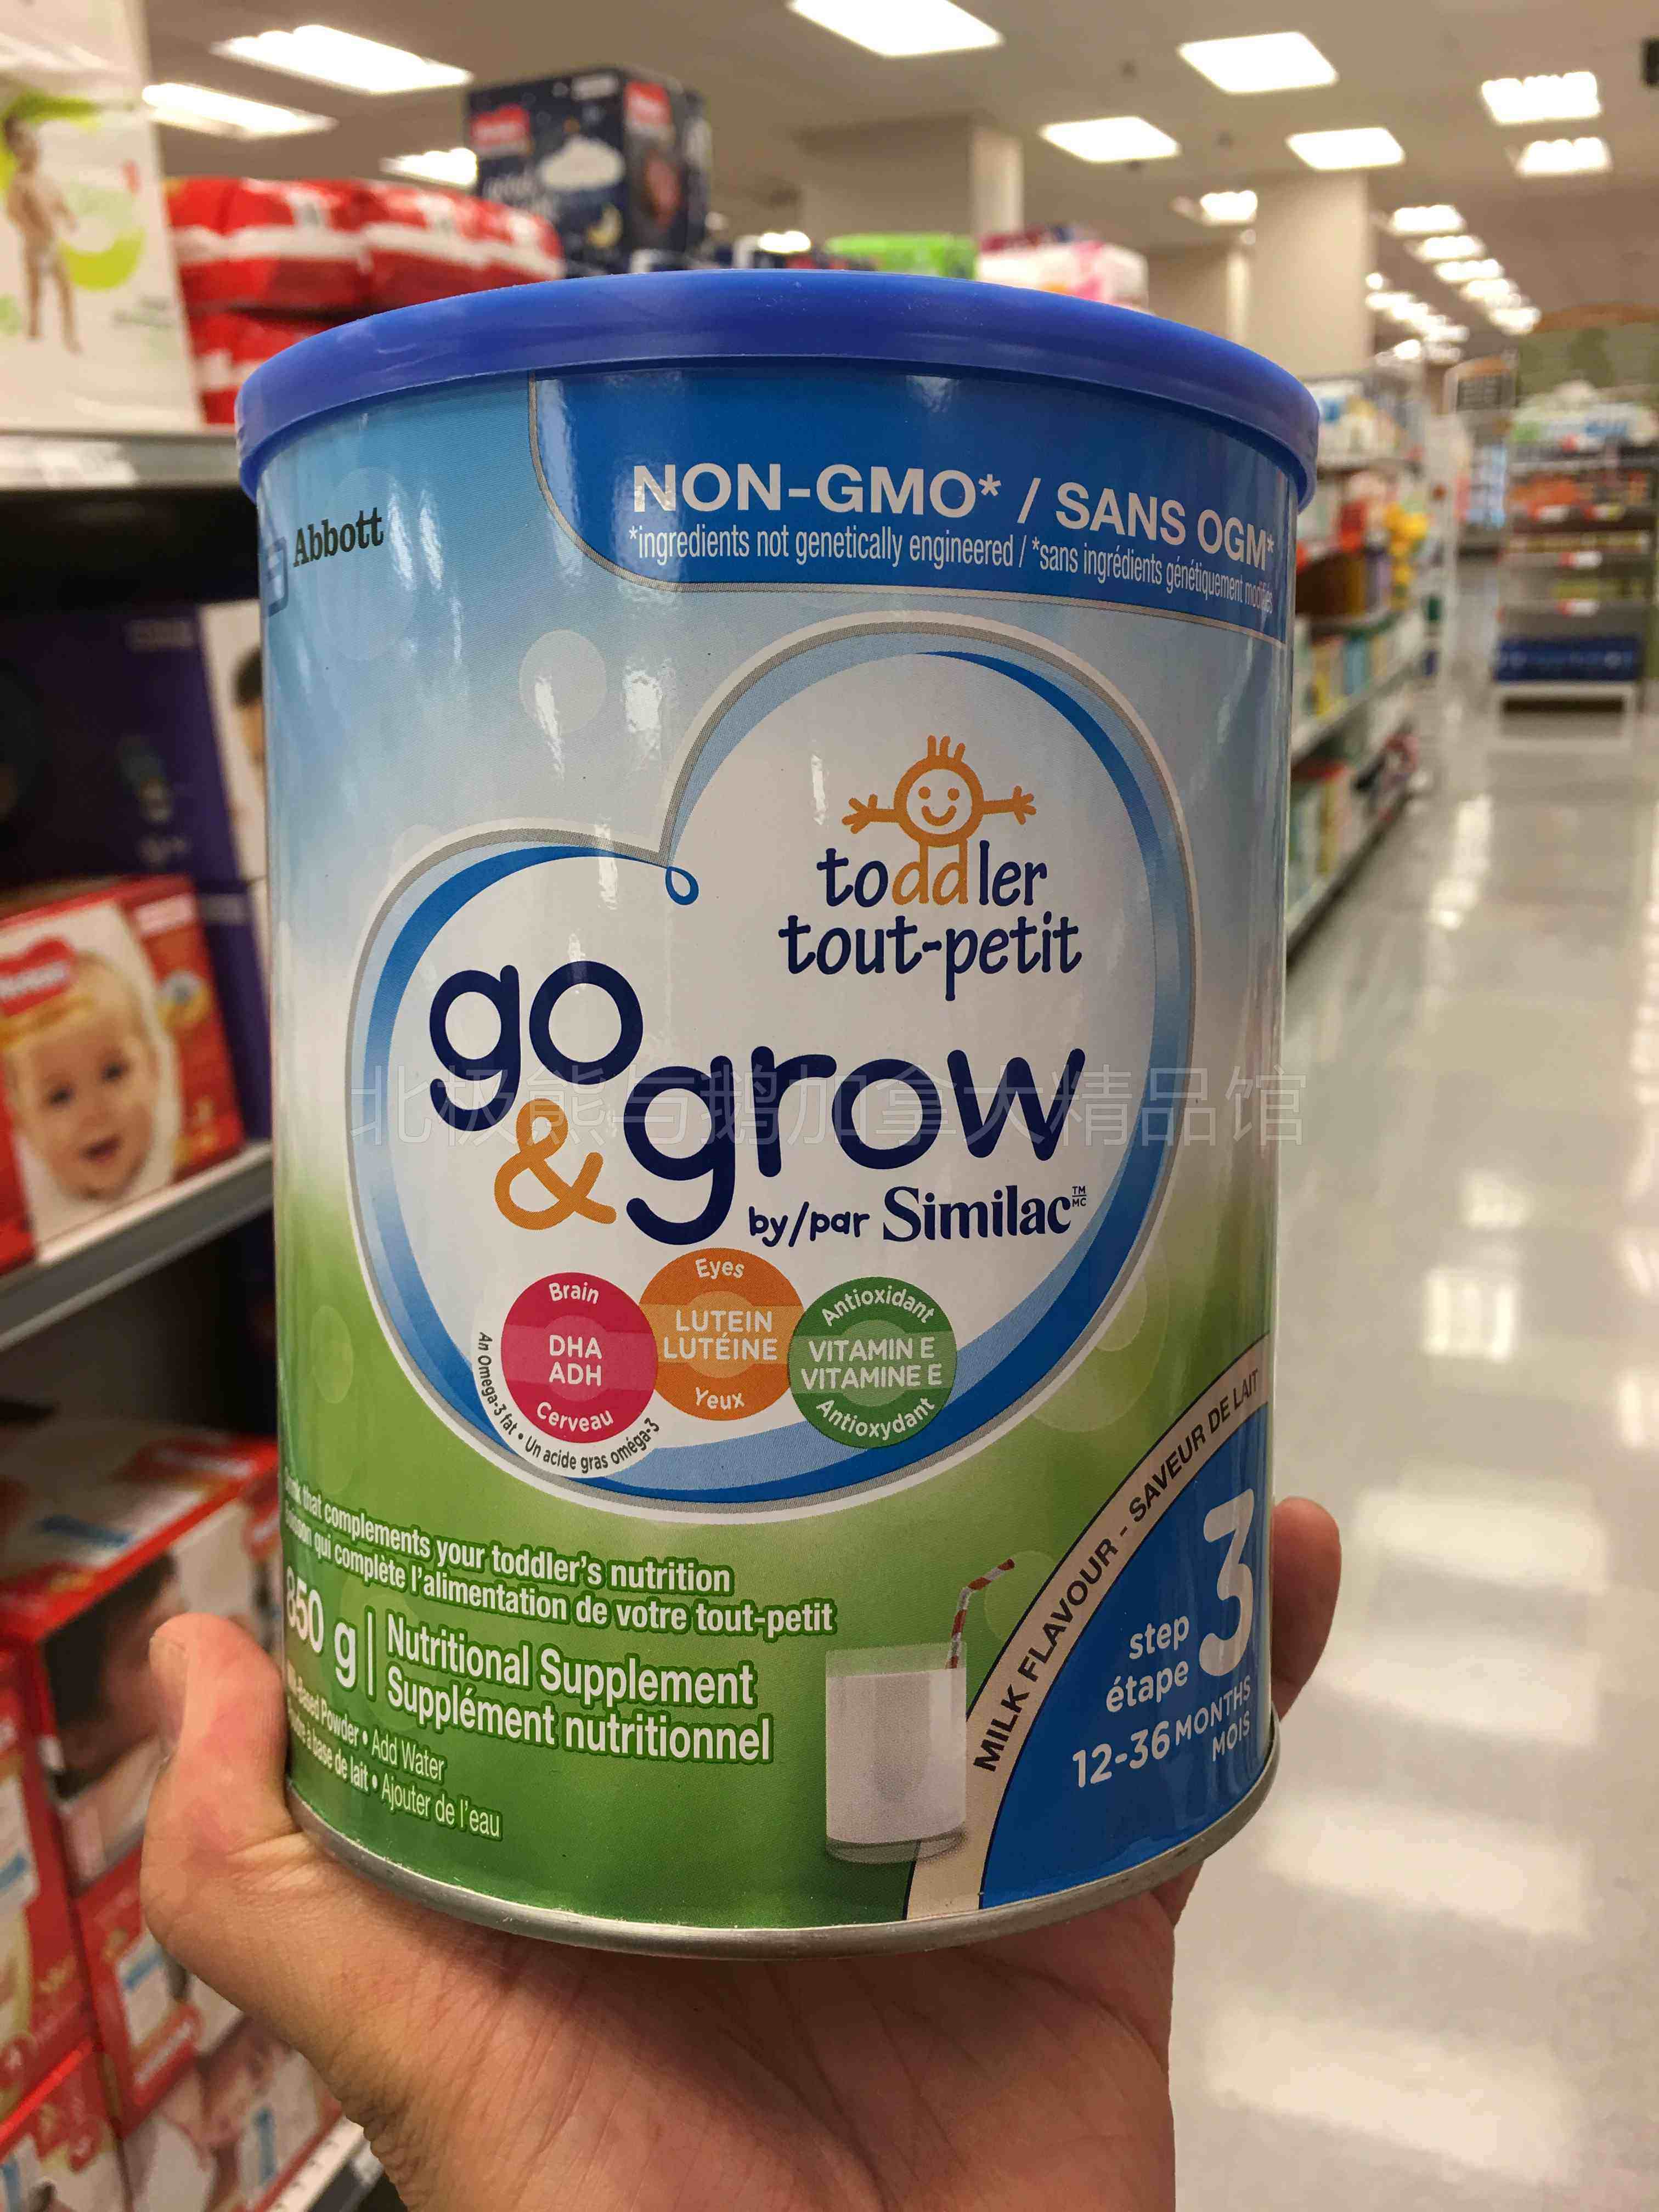 Abbott
NON-GMO* / SANS OGM*
*ingredients not genetically engineered / *sans ingrédients génétiquement modifiés
toddler
tout-petit
go
& grow
by/par Similac TM MC
Brain
DHA
ADH
Cerveau
An Omega-3 fat • Un acide gras oméga-3
Eyes
LUTEIN
LUTÉINE
Yeux
Antioxidant
VITAMIN E
VITAMINE E
Antioxydant
北极熊与鹅加拿大精品馆
that complements your toddler's nutrition
qui complète l'alimentation de votre tout-petit
850 g
Nutritional Supplement
Supplément nutritionnel
Based Powder • Add Water
à base de lait • Ajouter de l'eau
MILK FLAVOUR - SAVEUR DE LAIT
step
étape
3
12-36 MONTHS
MOIS